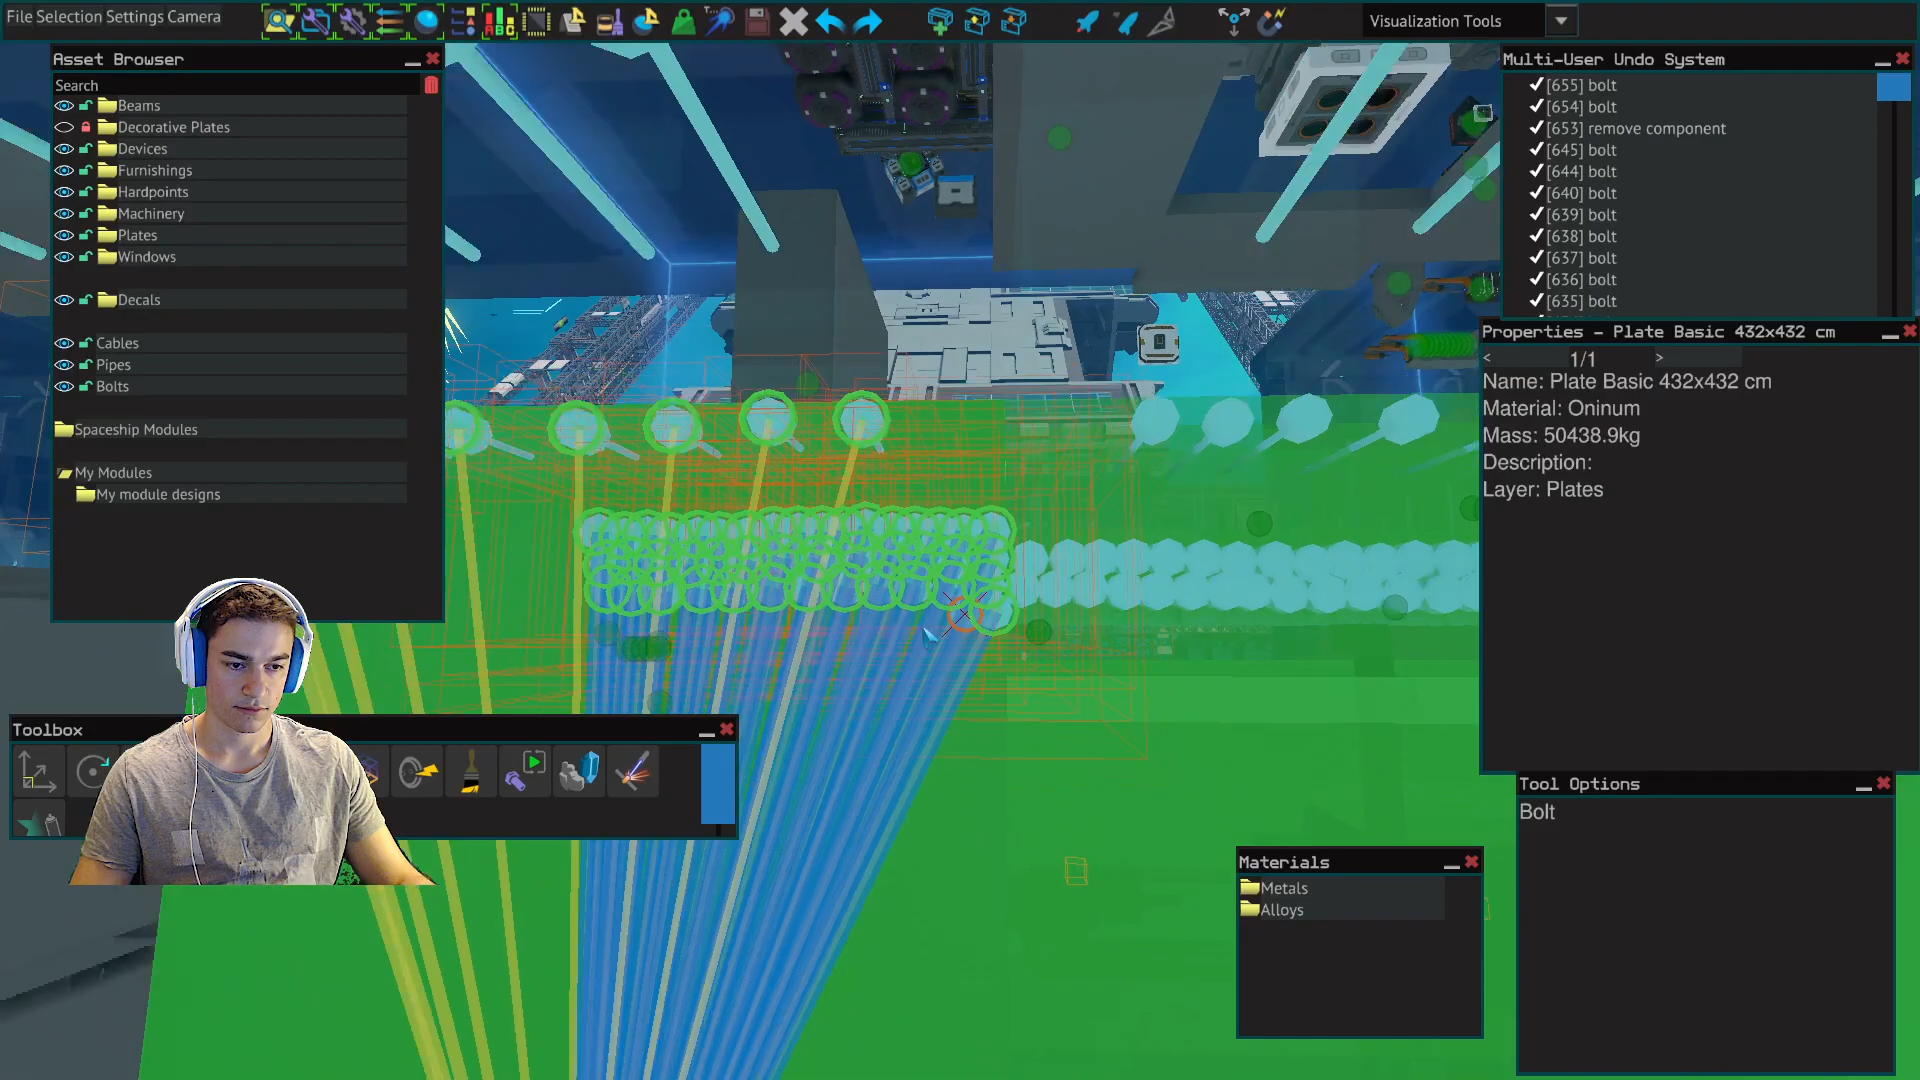 File Selection Settings Camera
Visualization Tools
Asset Browser
Search
Beams
Decorative Plates
Devices
Furnishings
Hardpoints
Machinery
Plates
Windows
Decals
Cables
Pipes
Bolts
Spaceship Modules
My Modules
My module designs
Toolbox
Multi-User Undo System
[655] bolt
[654] bolt
[653] remove component
[645] bolt
[644] bolt
[640] bolt
[639] bolt
[638] bolt
[637] bolt
[636] bolt
[635] bolt
Properties - Plate Basic 432x432 cm
< 1/1 >
Name: Plate Basic 432x432 cm
Material: Oninum
Mass: 50438.9kg
Description:
Layer: Plates
Tool Options
Bolt
Materials
Metals
Alloys